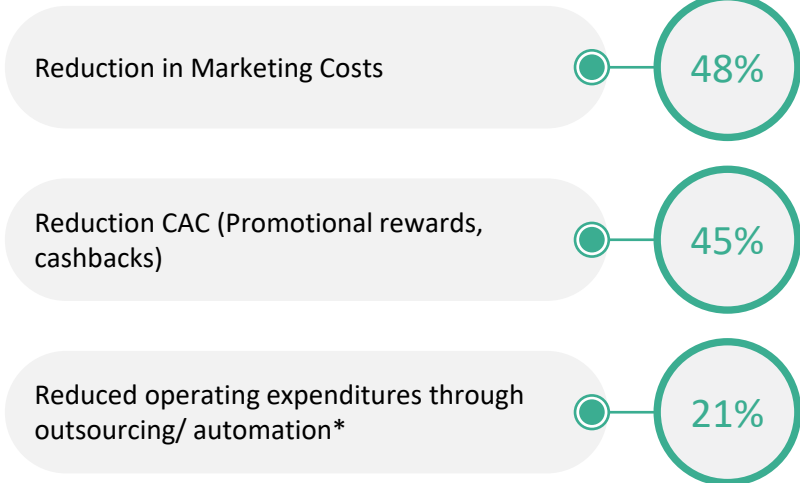 Reduction in Marketing Costs
48%
Reduction CAC (Promotional rewards,
cashbacks)
45%
Reduced operating expenditures through
outsourcing/ automation*
21%